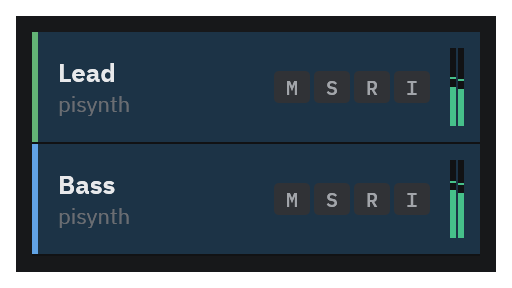 Lead
pisynth
M S R I
Bass
pisynth
M S R I